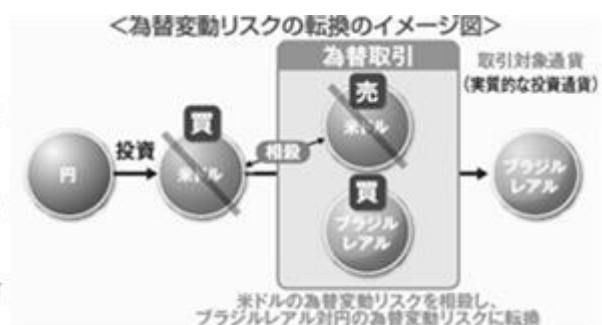 ＜為替変動リスクの転換のイメージ図＞
為替取引
取引対象通貨
(実質的な投資通貨)
円
投資
買
米ドル
相殺
売
米ドル
買
ブラジル
レアル
ブラジル
レアル
米ドルの為替変動リスクを相殺し、
ブラジルレアル対円の為替変動リスクに転換